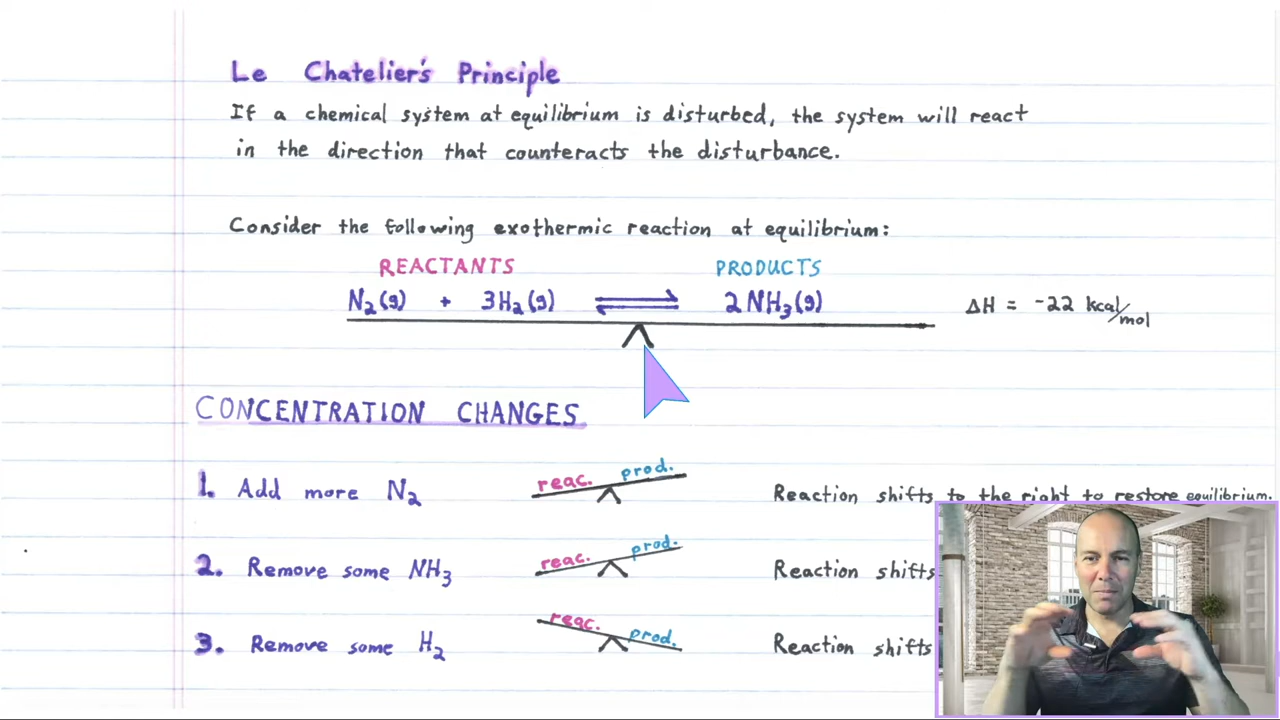 Le Chatelier's Principle
If a chemical system at equilibrium is disturbed, the system will react
in the direction that counteracts the disturbance.
Consider the following exothermic reaction at equilibrium:
REACTANTS PRODUCTS
N₂(g) + 3H₂(g) ⇌ 2NH₃(g) ΔH = -22 kcal/mol
CONCENTRATION CHANGES
1. Add more N₂ reac. prod. Reaction shifts to the right to restore equilibrium.
2. Remove some NH₃ reac. prod. Reaction shifts
3. Remove some H₂ reac. prod. Reaction shifts